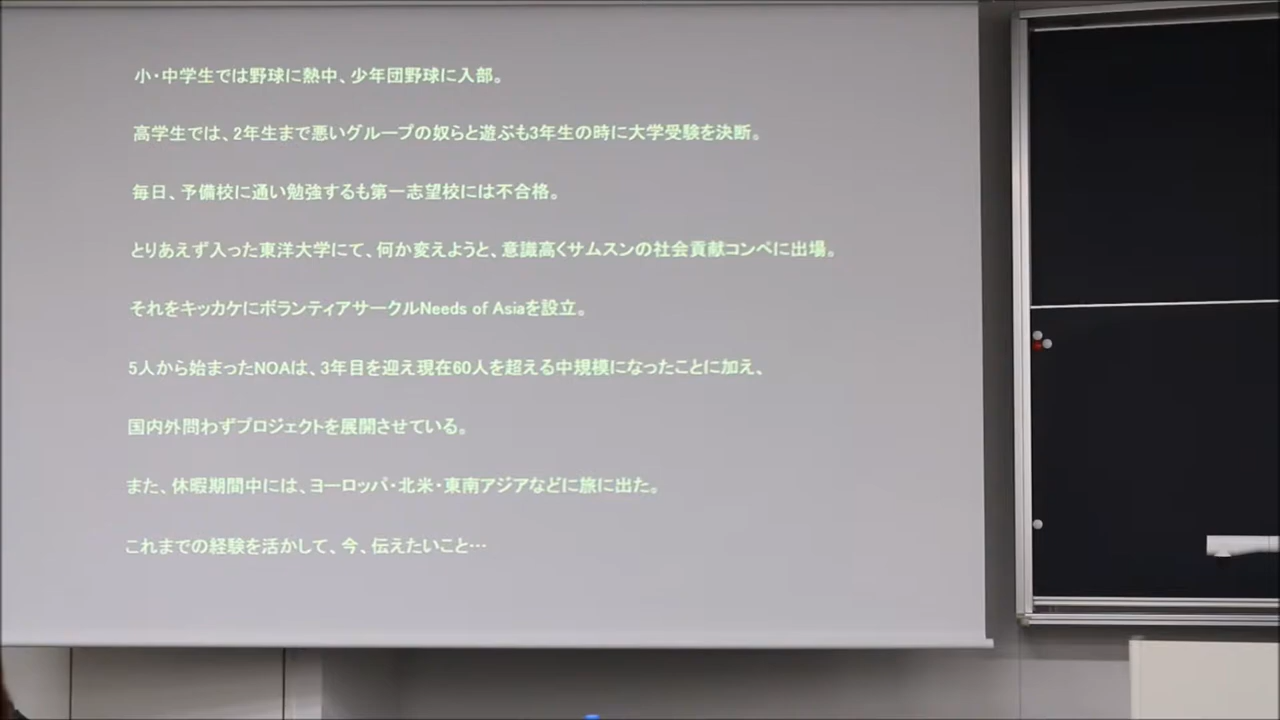 小・中学生では野球に熱中、少年団野球に入部。
高学生では、2年生まで悪いグループの奴らと遊ぶも3年生の時に大学受験を決断。
毎日、予備校に通い勉強するも第一志望校には不合格。
とりあえず入った東洋大学にて、何か変えようと、意識高くサムスンの社会貢献コンペに出場。
それをキッカケにボランティアサークルNeeds of Asiaを設立。
5人から始まったNOAは、3年目を迎え現在60人を超える中規模になったことに加え、
国内外問わずプロジェクトを展開させている。
また、休暇期間中には、ヨーロッパ・北米・東南アジアなどに旅に出た。
これまでの経験を活かして、今、伝えたいこと…